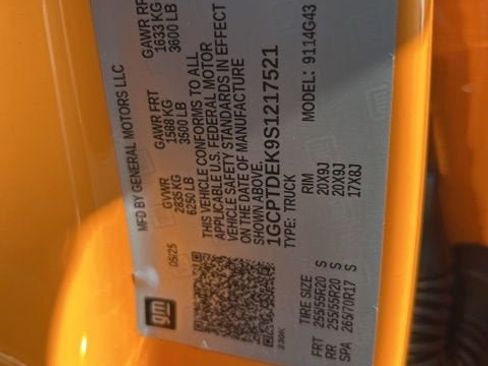 gm
MFD BY GENERAL MOTORS LLC
05/25
GVWR GAWR FRT GAWR RR
2835 KG 1588 KG 1633 KG
6250 LB 3500 LB 3600 LB
THIS VEHICLE CONFORMS TO ALL
APPLICABLE U.S. FEDERAL MOTOR
VEHICLE SAFETY STANDARDS IN EFFECT
ON THE DATE OF MANUFACTURE
SHOWN ABOVE.
1GCPTDEK9S1217521
TYPE: TRUCK MODEL: 9114G43
TIRE SIZE RIM
FRT 255/55R20 S 20X9J
RR 255/55R20 S 20X9J
SPA 265/70R17 S 17X8J